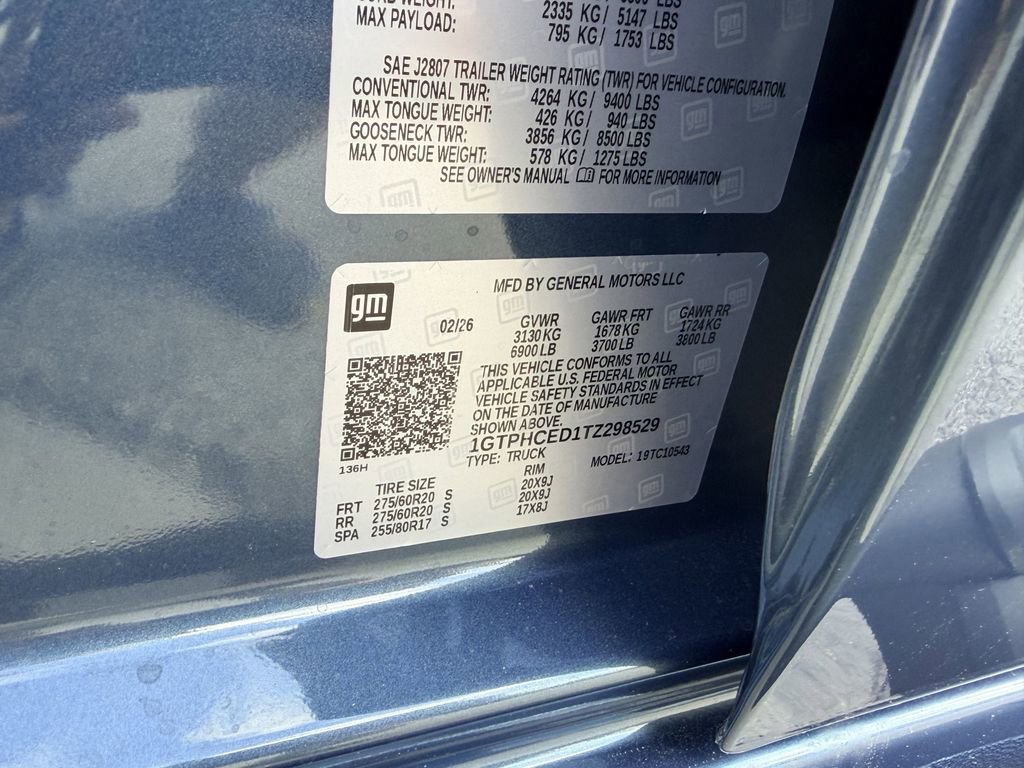 2335 KG / 5147 LBS
MAX PAYLOAD: 795 KG / 1753 LBS
SAE J2807 TRAILER WEIGHT RATING (TWR) FOR VEHICLE CONFIGURATION.
CONVENTIONAL TWR: 4264 KG / 9400 LBS
MAX TONGUE WEIGHT: 426 KG / 940 LBS
GOOSENECK TWR: 3856 KG / 8500 LBS
MAX TONGUE WEIGHT: 578 KG / 1275 LBS
SEE OWNER'S MANUAL FOR MORE INFORMATION
gm
MFD BY GENERAL MOTORS LLC
02/26 GVWR GAWR FRT GAWR RR
3130 KG 1678 KG 1724 KG
6900 LB 3700 LB 3800 LB
THIS VEHICLE CONFORMS TO ALL
APPLICABLE U.S. FEDERAL MOTOR
VEHICLE SAFETY STANDARDS IN EFFECT
ON THE DATE OF MANUFACTURE
SHOWN ABOVE.
1GTPHCED1TZ298529
136H TYPE: TRUCK MODEL: 19TC10543
TIRE SIZE RIM
FRT 275/60R20 S 20X9J
RR 275/60R20 S 20X9J
SPA 255/80R17 S 17X8J